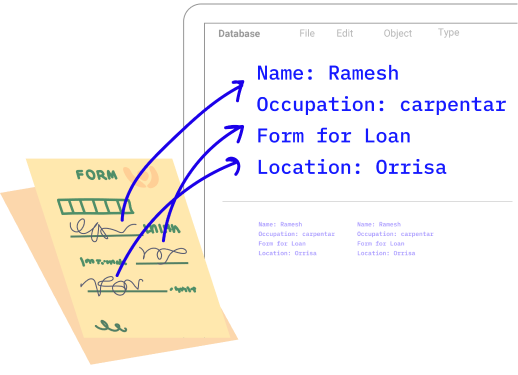 Database File Edit Object Type
Name: Ramesh
Occupation: carpentar
Form for Loan
Location: Orrisa
FORM
Name: Ramesh
Occupation: carpentar
Form for Loan
Location: Orrisa
Name: Ramesh
Occupation: carpentar
Form for Loan
Location: Orrisa